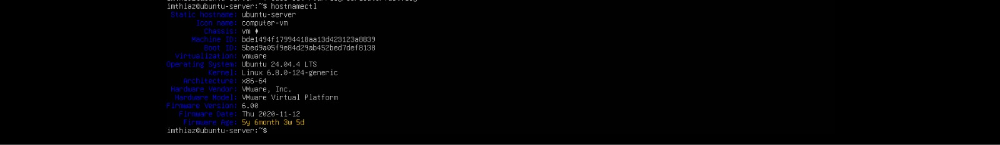 imthiaz@ubuntu-server:~$ hostnamectl
Static hostname: ubuntu-server
Icon name: computer-vm
Chassis: vm ♦
Machine ID: bde1494f17994418aa13d423123a8839
Boot ID: 5bed9a05f9e84d29ab452bed7def8138
Virtualization: vmware
Operating System: Ubuntu 24.04.4 LTS
Kernel: Linux 6.8.0-124-generic
Architecture: x86-64
Hardware Vendor: VMware, Inc.
Hardware Model: VMware Virtual Platform
Firmware Version: 6.00
Firmware Date: Thu 2020-11-12
Firmware Age: 5y 6month 3w 5d
imthiaz@ubuntu-server:~$